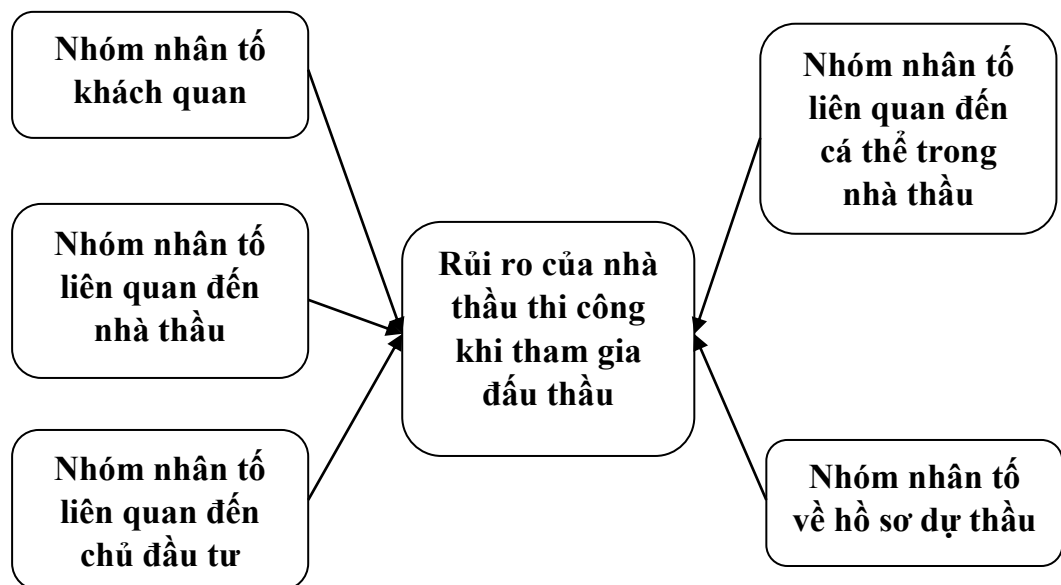 Nhóm nhân tố
khách quan
Nhóm nhân tố
liên quan đến
nhà thầu
Nhóm nhân tố
liên quan đến
chủ đầu tư
Rủi ro của nhà
thầu thi công
khi tham gia
đấu thầu
Nhóm nhân tố
liên quan đến
cá thể trong
nhà thầu
Nhóm nhân tố
về hồ sơ dự thầu